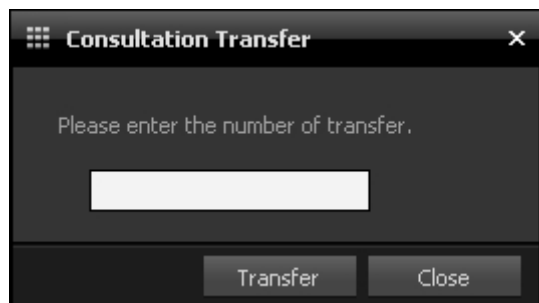 Consultation Transfer
Please enter the number of transfer.
Transfer Close